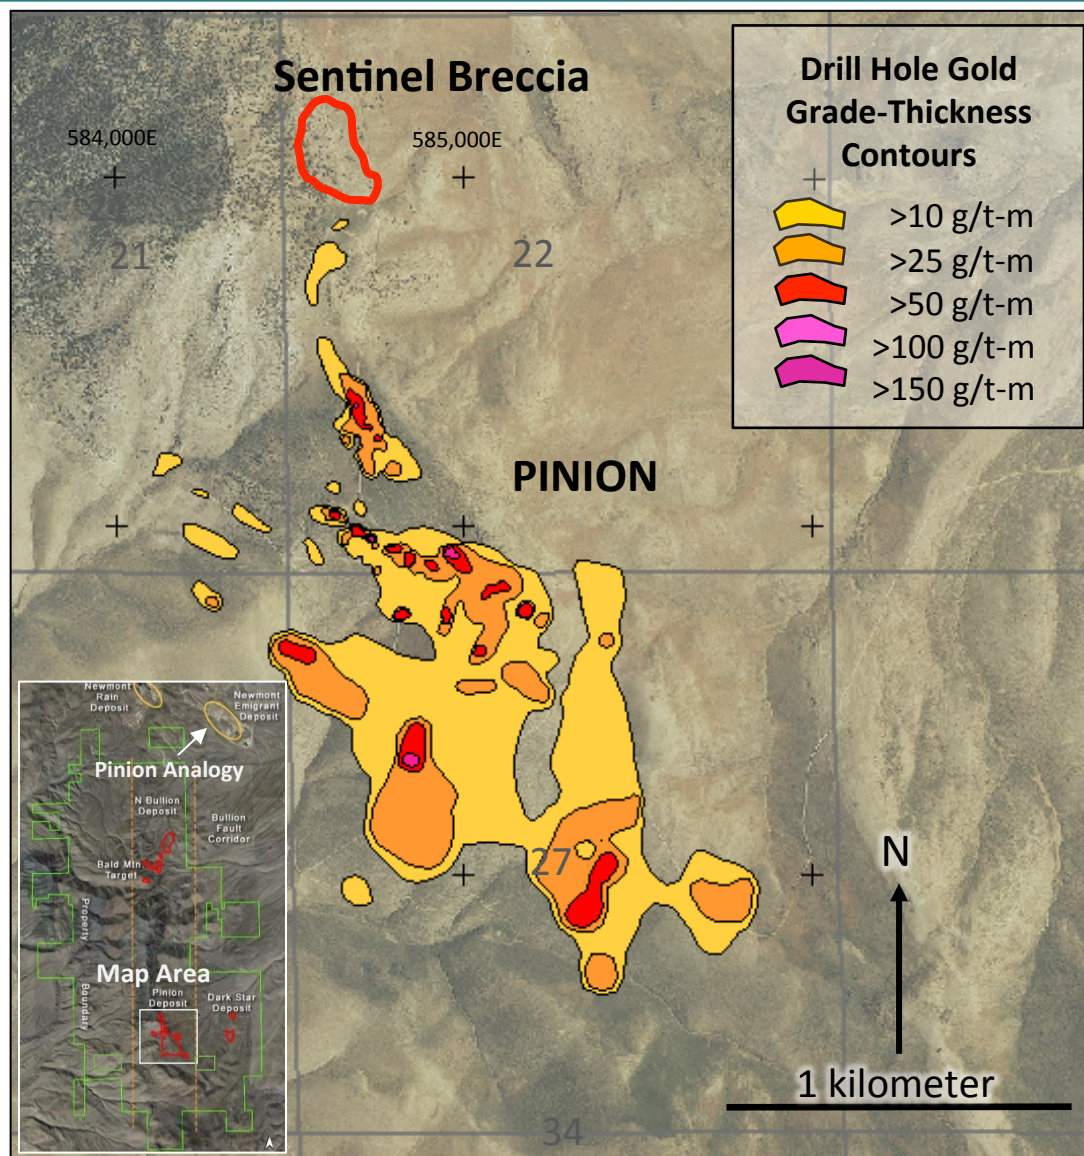 Sentinel Breccia
584,000E
585,000E
21
22
Drill Hole Gold
Grade-Thickness
Contours
>10 g/t-m
>25 g/t-m
>50 g/t-m
>100 g/t-m
>150 g/t-m
PINION
27
N
1 kilometer
34
Newmont
Rain
Deposit
Newmont
Emigrant
Deposit
Pinion Analogy
N Bullion
Deposit
Bullion
Fault
Corridor
Bald Mtn.
Target
Property
Boundary
Map Area
Pinion
Deposit
Dark Star
Deposit